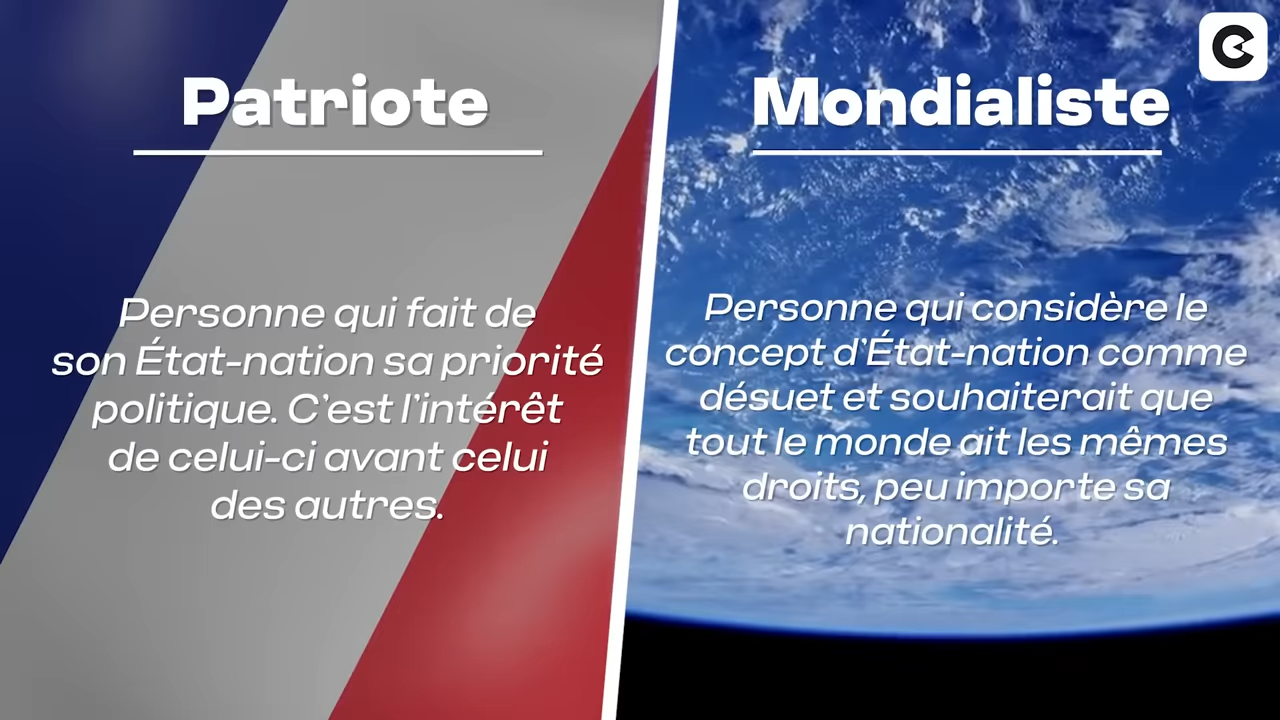 Patriote
Personne qui fait de
son État-nation sa priorité
politique. C'est l'intérêt
de celui-ci avant celui
des autres.
Mondialiste
Personne qui considère le
concept d'État-nation comme
désuet et souhaiterait que
tout le monde ait les mêmes
droits, peu importe sa
nationalité.